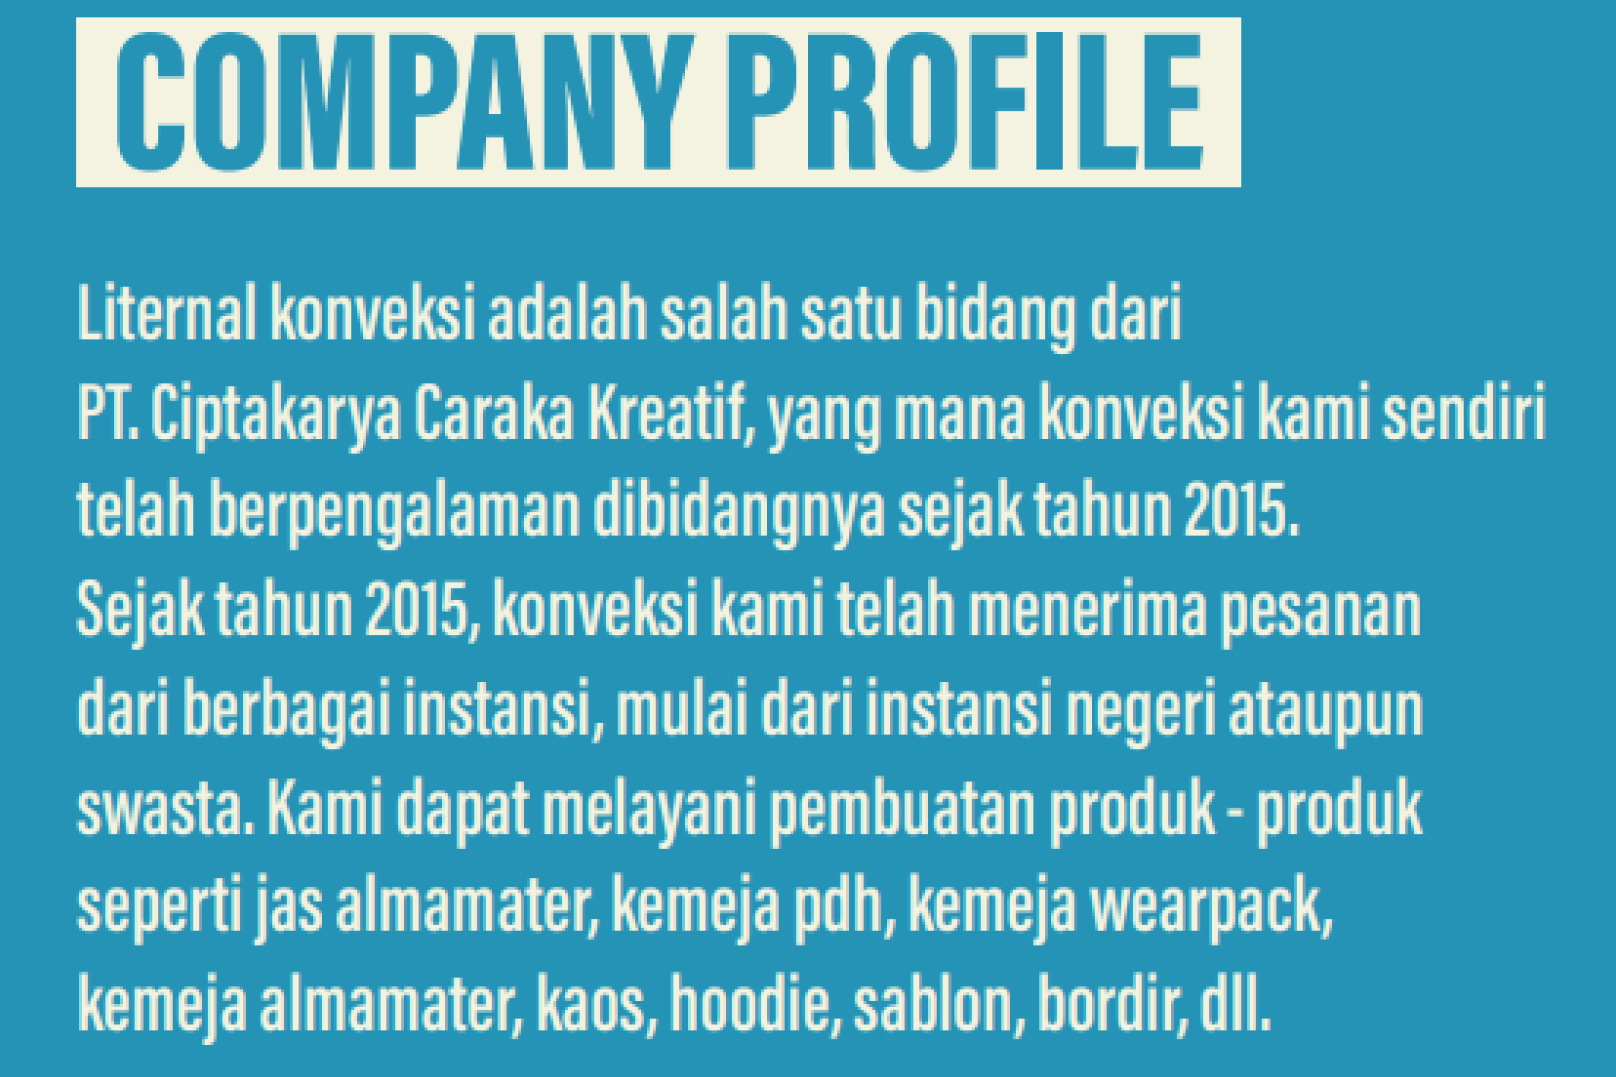 COMPANY PROFILE
Liternal konveksi adalah salah satu bidang dari
PT. Ciptakarya Caraka Kreatif, yang mana konveksi kami sendiri
telah berpengalaman dibidangnya sejak tahun 2015.
Sejak tahun 2015, konveksi kami telah menerima pesanan
dari berbagai instansi, mulai dari instansi negeri ataupun
swasta. Kami dapat melayani pembuatan produk - produk
seperti jas almamater, kemeja pdh, kemeja wearpack,
kemeja almamater, kaos, hoodie, sablon, bordir, dll.